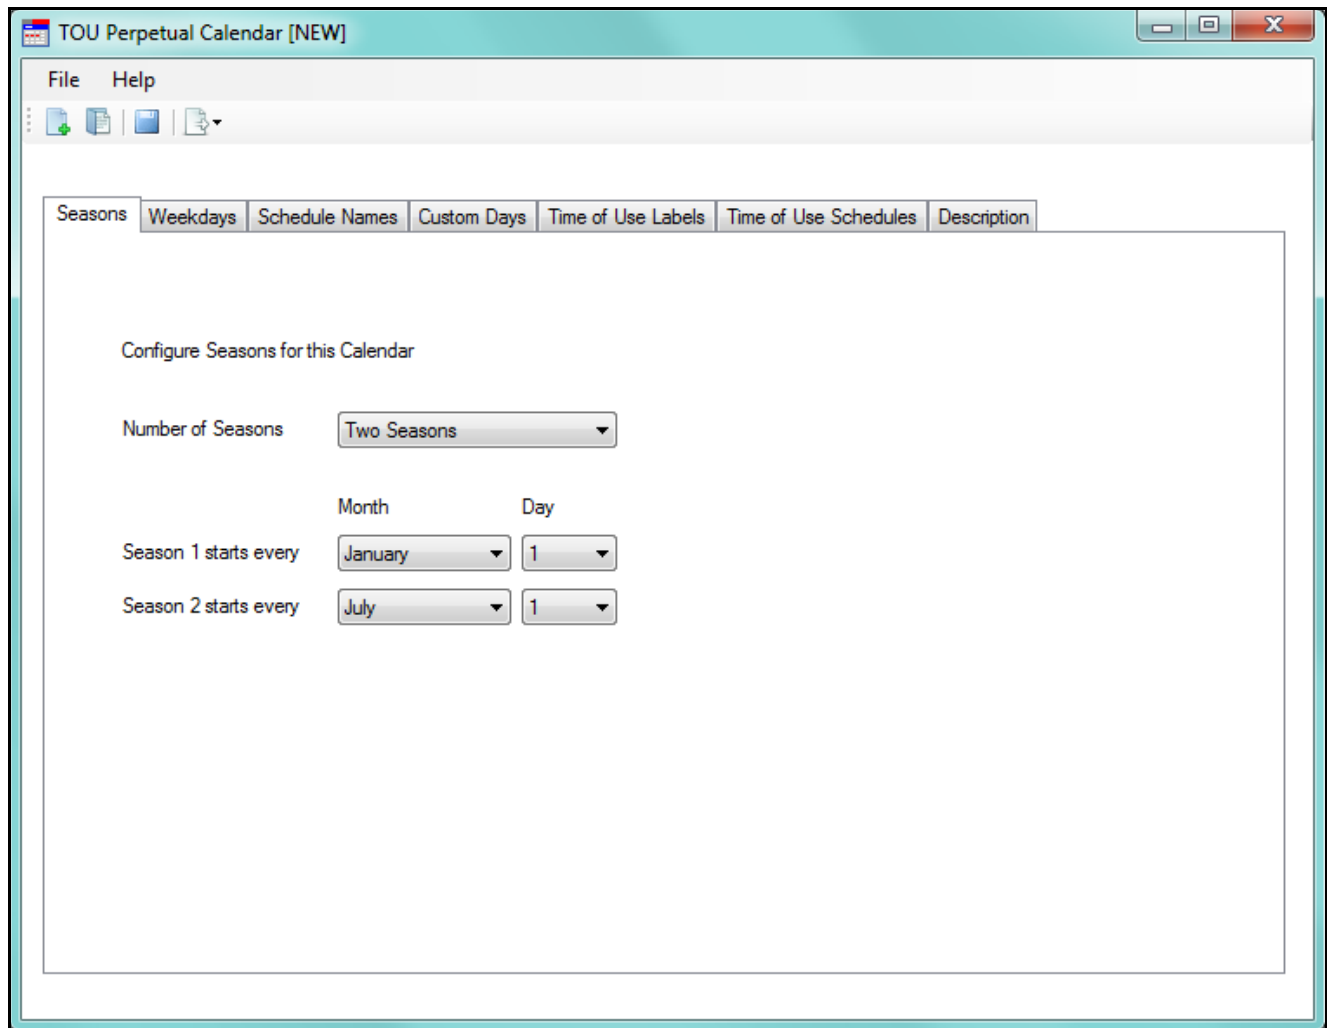 TOU Perpetual Calendar [NEW]
File Help
Seasons Weekdays Schedule Names Custom Days Time of Use Labels Time of Use Schedules Description
Configure Seasons for this Calendar
Number of Seasons Two Seasons
Month Day
Season 1 starts every January 1
Season 2 starts every July 1